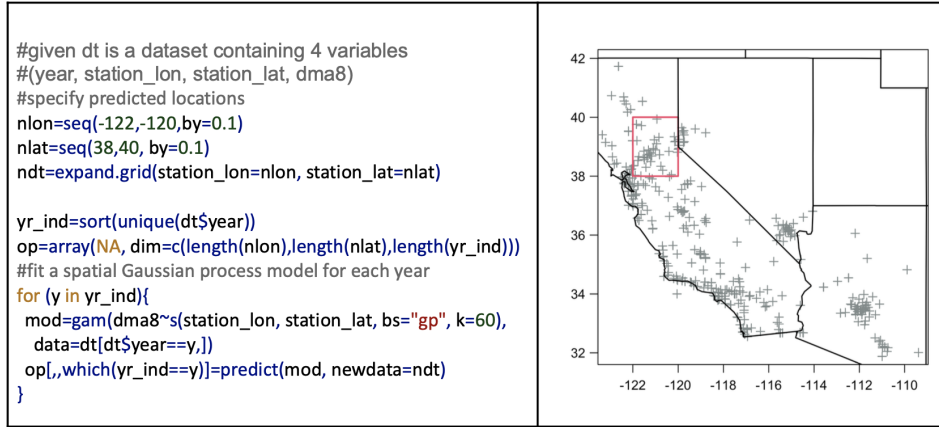 #given dt is a dataset containing 4 variables
#(year, station_lon, station_lat, dma8)
#specify predicted locations
nlon=seq(-122,-120,by=0.1)
nlat=seq(38,40, by=0.1)
ndt=expand.grid(station_lon=nlon, station_lat=nlat)
yr_ind=sort(unique(dt$year))
op=array(NA, dim=c(length(nlon),length(nlat),length(yr_ind)))
#fit a spatial Gaussian process model for each year
for (y in yr_ind){
mod=gam(dma8~s(station_lon, station_lat, bs="gp", k=60),
data=dt[dt$year==y,])
op[,,which(yr_ind==y)]=predict(mod, newdata=ndt)
}
42
40
38
36
34
32
-122 -120 -118 -116 -114 -112 -110